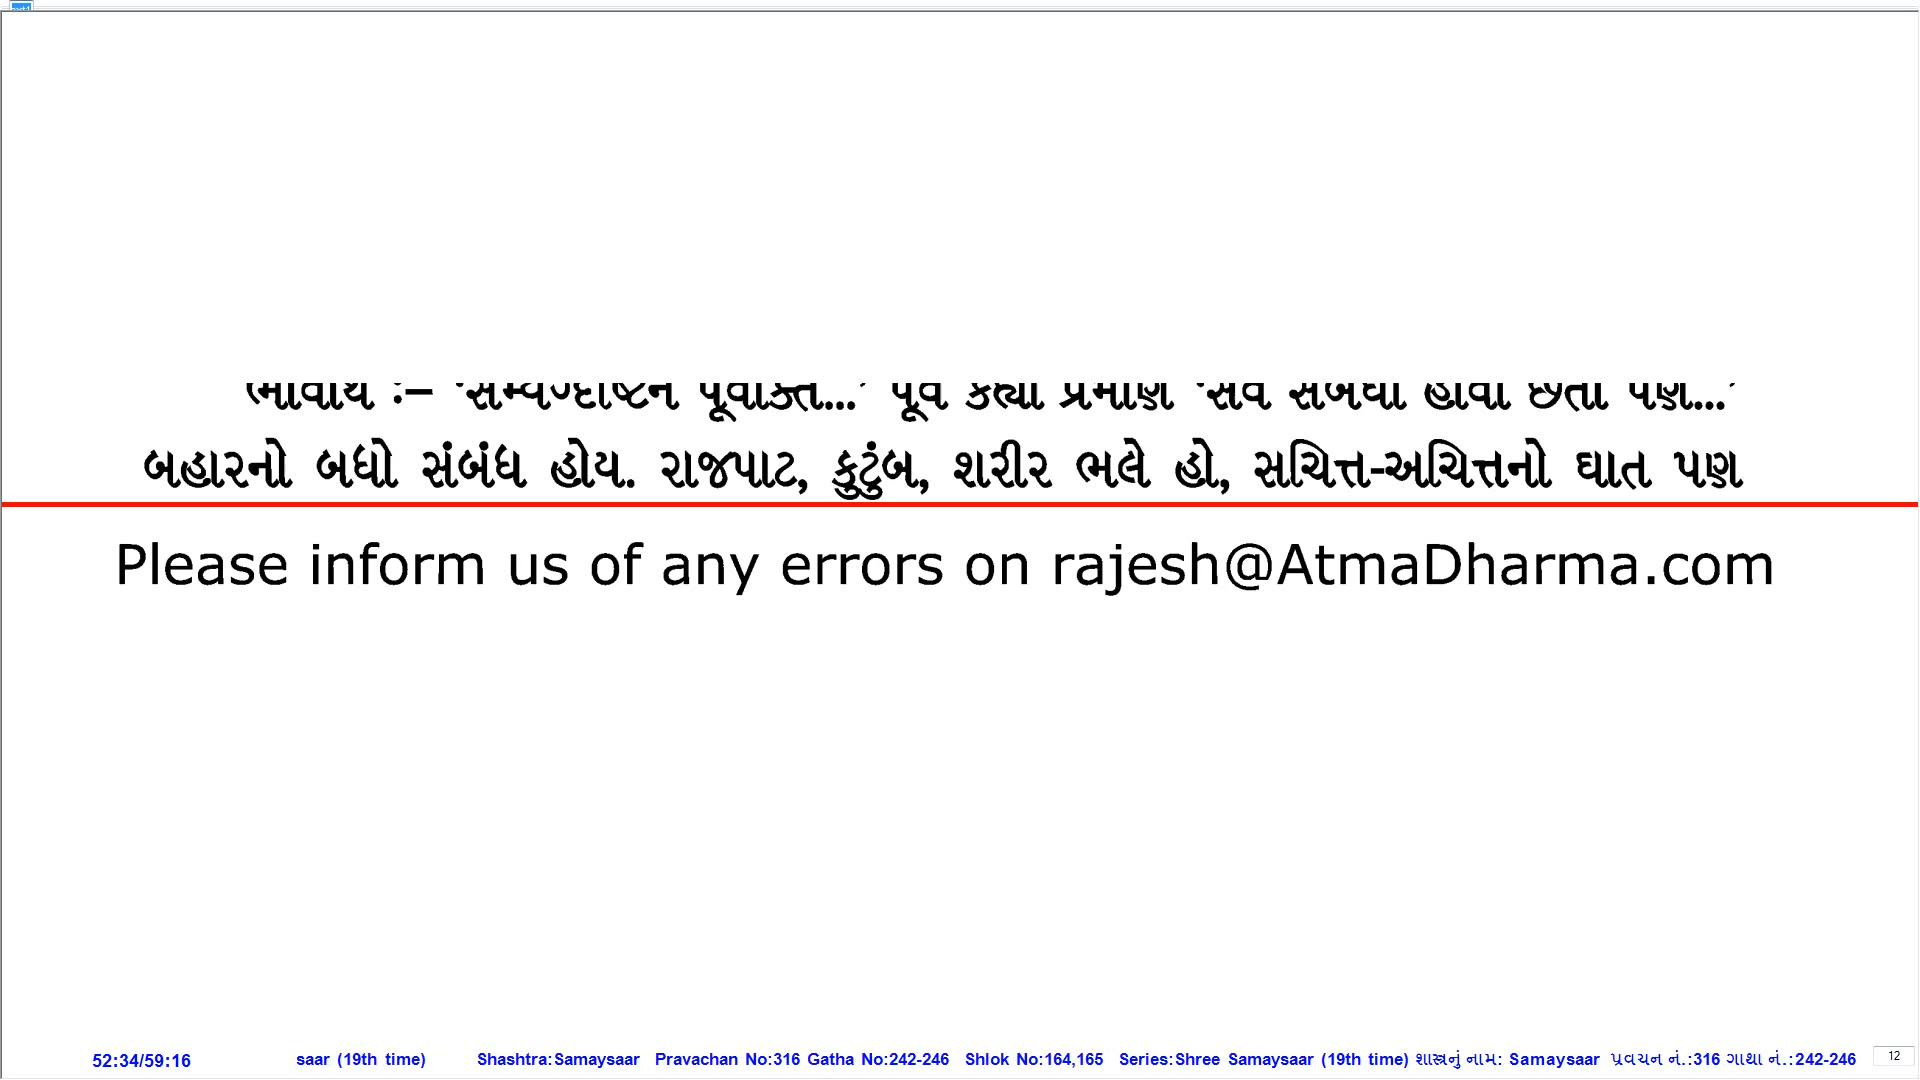 ભાવાર્થ :– ‘સમ્યગ્દષ્ટિને પૂર્વોક્ત...’ પૂર્વે કહ્યા પ્રમાણે ‘સર્વ સંબંધો હોવા છતાં પણ...’
બહારનો બધો સંબંધ હોય. રાજપાટ, કુટુંબ, શરીર ભલે હો, સચિત્ત-અચિત્તનો ઘાત પણ
Please inform us of any errors on rajesh@AtmaDharma.com
52:34/59:16 saar (19th time) Shashtra:Samaysaar Pravachan No:316 Gatha No:242-246 Shlok No:164,165 Series:Shree Samaysaar (19th time) શાસ્ત્રનું નામ: Samaysaar પ્રવચન નં.:316 ગાથા નં.:242-246 12